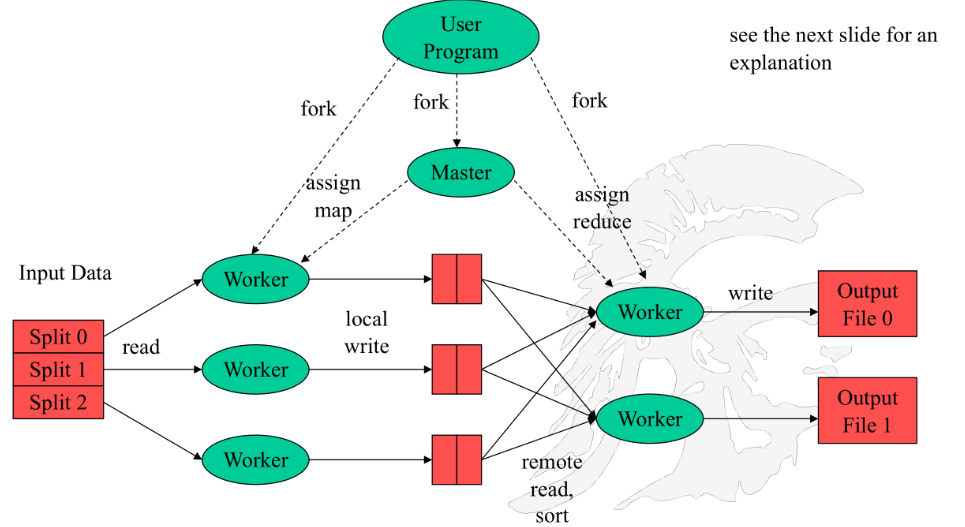 User
Program
see the next slide for an
explanation
fork
fork
fork
Master
assign
map
assign
reduce
Input Data
Worker
Split 0
Split 1
Split 2
read
local
write
Worker
Worker
Worker
write
Output
File 0
Worker
Output
File 1
remote
read,
sort